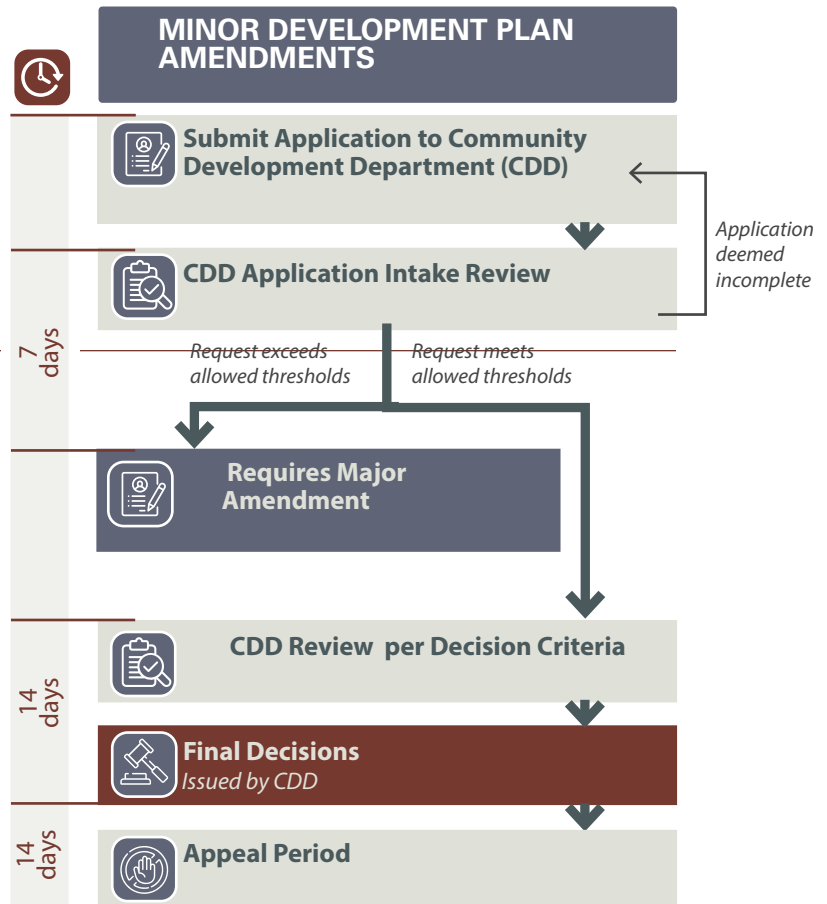 MINOR DEVELOPMENT PLAN
AMENDMENTS
Submit Application to Community
Development Department (CDD)
Application
deemed
incomplete
CDD Application Intake Review
7
days
Request exceeds
allowed thresholds
Request meets
allowed thresholds
Requires Major
Amendment
14
days
CDD Review per Decision Criteria
Final Decisions
Issued by CDD
14
days
Appeal Period